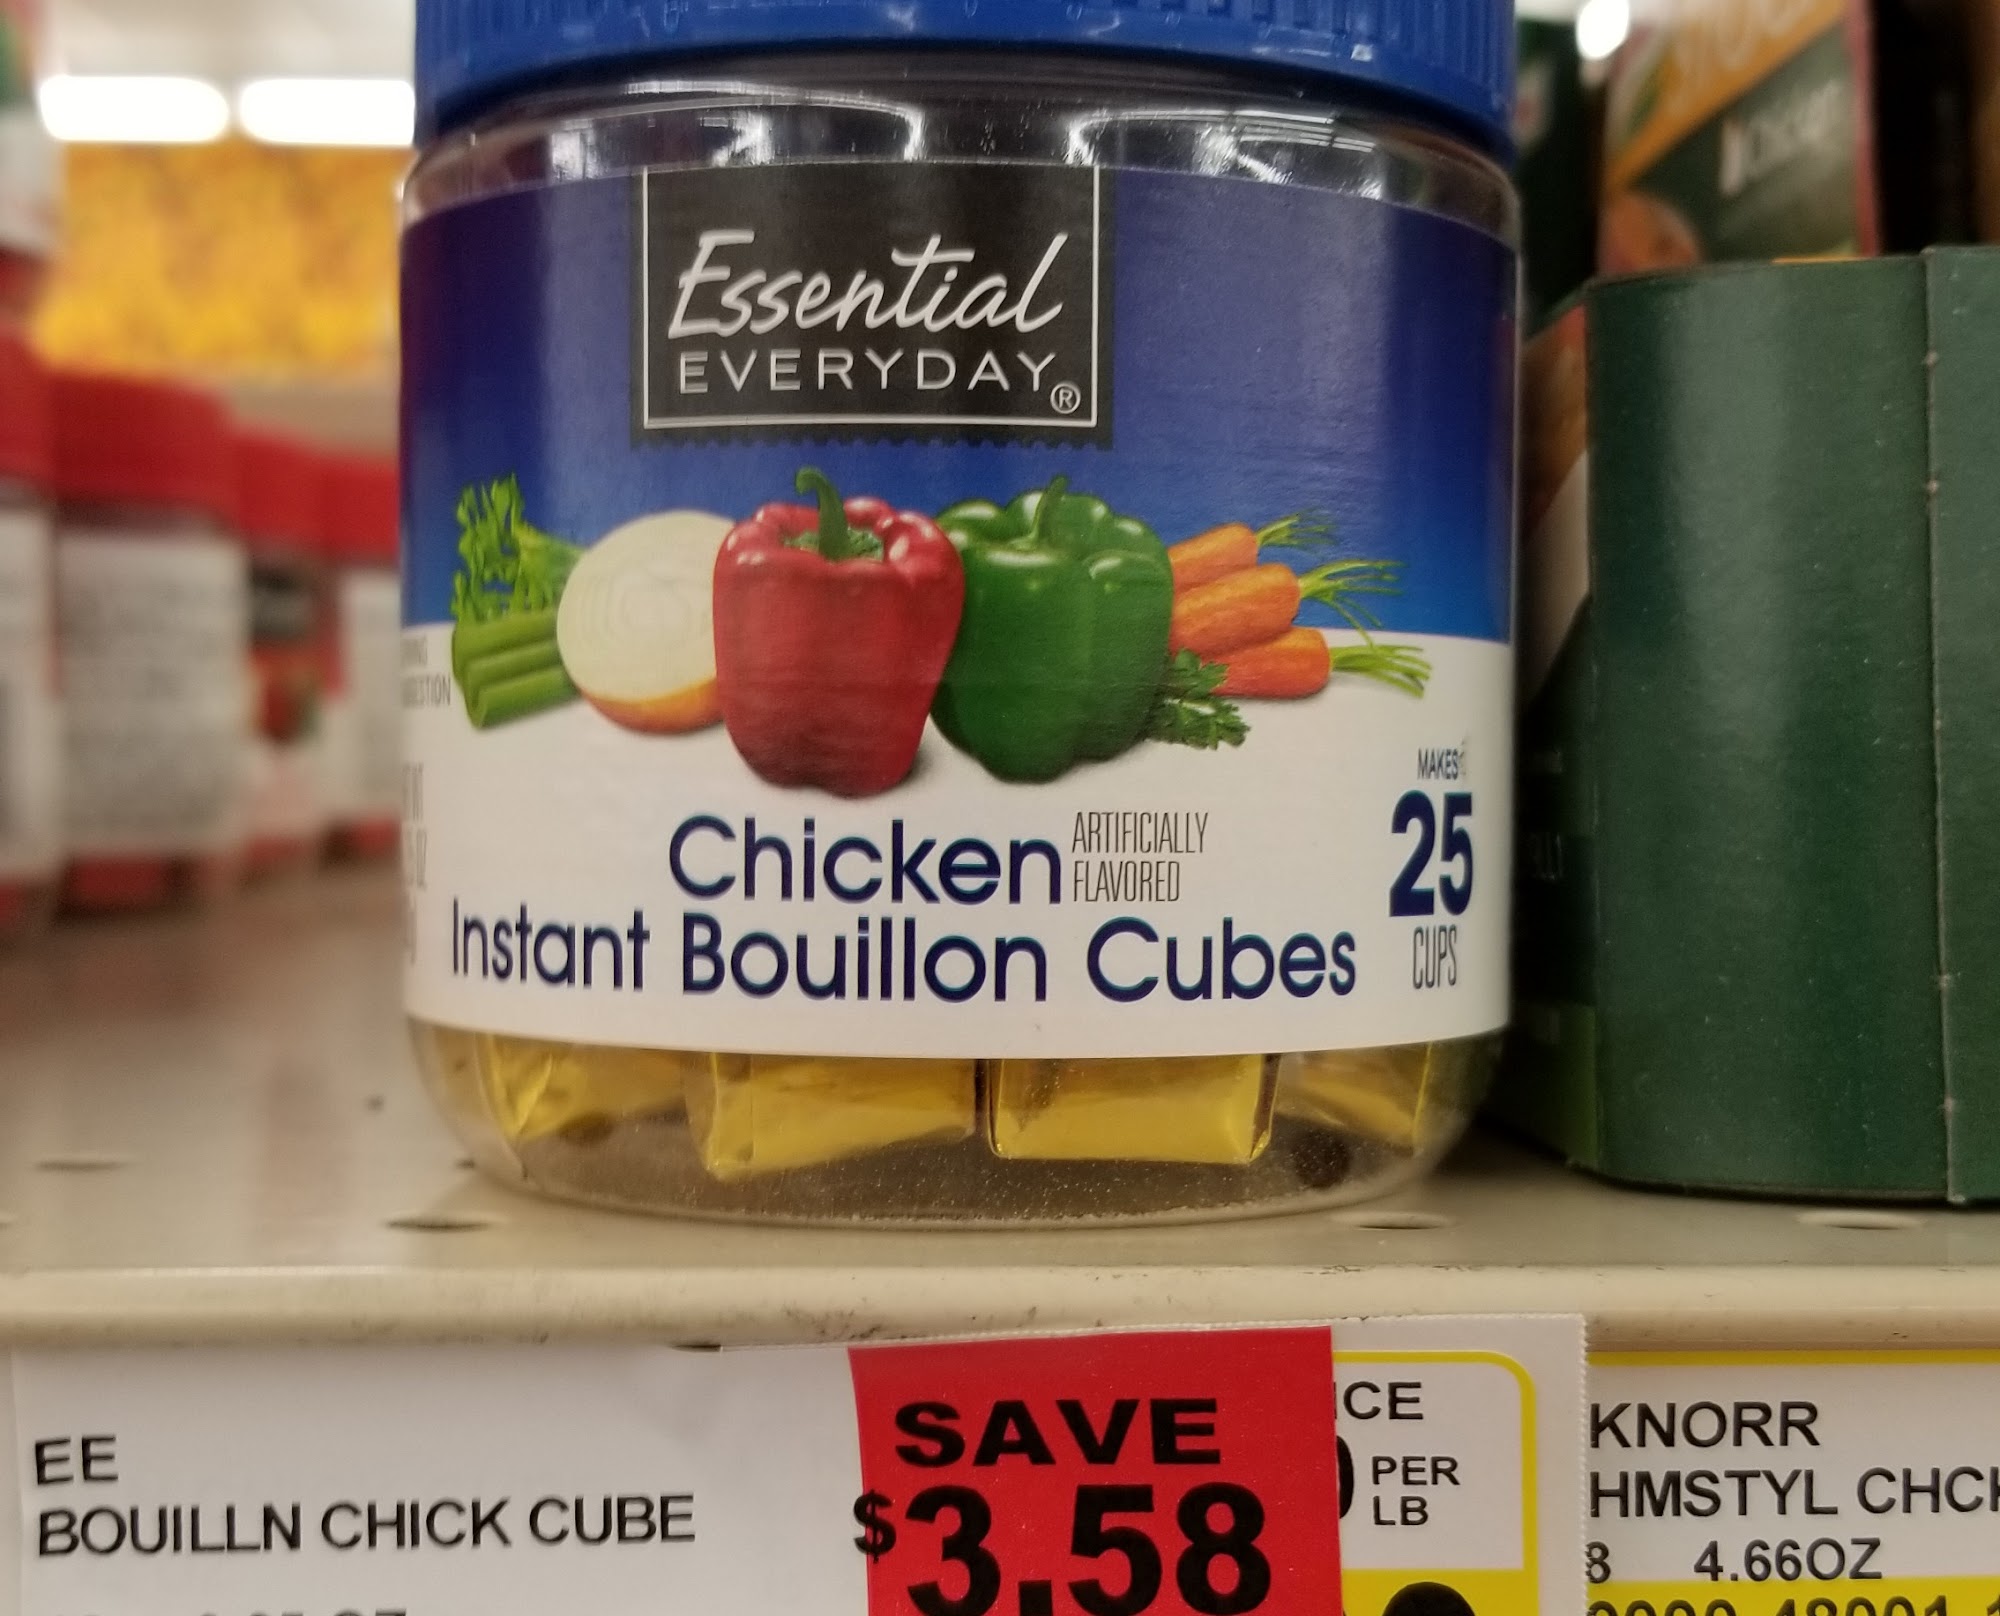 Essential
EVERYDAY®
MAKES
25
CUPS
Chicken
ARTIFICIALLY
FLAVORED
Instant Bouillon Cubes
EE
BOUILLN CHICK CUBE
SAVE
$3.58
PER
LB
KNORR
HMSTYL
8 4.66OZ